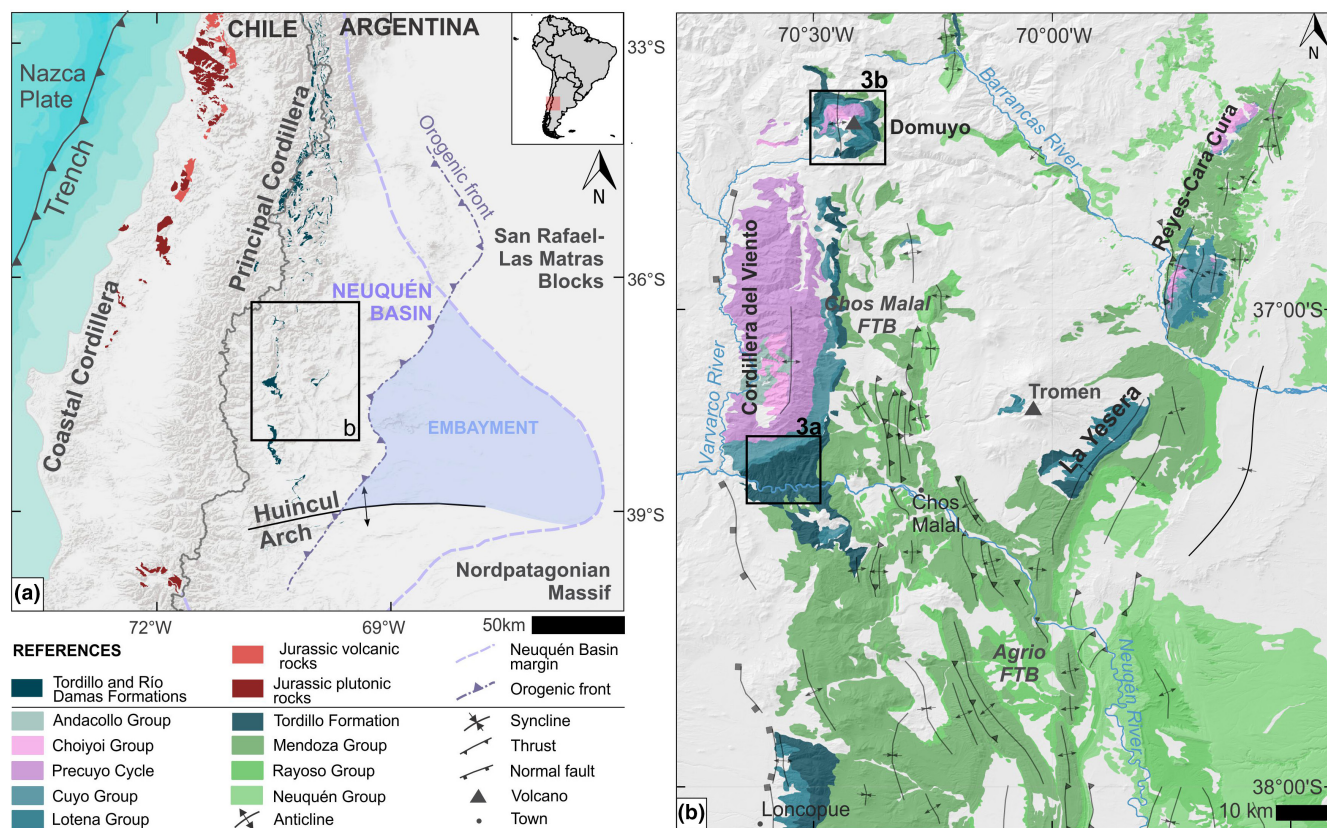 (a)
CHILE
ARGENTINA
33°S
Nazca
Plate
Trench
Principal Cordillera
Coastal Cordillera
Orogenic front
N
San Rafael-
Las Matras
Blocks
36°S
NEUQUÉN
BASIN
b
EMBAYMENT
Huincul
Arch
39°S
Nordpatagonian
Massif
72°W
69°W
50km
REFERENCES
Tordillo and Río
Damas Formations
Andacollo Group
Choiyoi Group
Precuyo Cycle
Cuyo Group
Lotena Group
Jurassic volcanic
rocks
Jurassic plutonic
rocks
Tordillo Formation
Mendoza Group
Rayoso Group
Neuquén Group
Anticline
Neuquén Basin
margin
Orogenic front
Syncline
Thrust
Normal fault
Volcano
Town
70°30'W
70°00'W
N
3b
Domuyo
Barrancas River
Reyes-Cara Cura
Cordillera del Viento
Chos Malal
FTB
37°00'S
Varvarco River
Tromen
La Yesera
3a
Chos
Malal
Agrio
FTB
Neuqén River
38°00'S
Loncopue
10 km
(b)